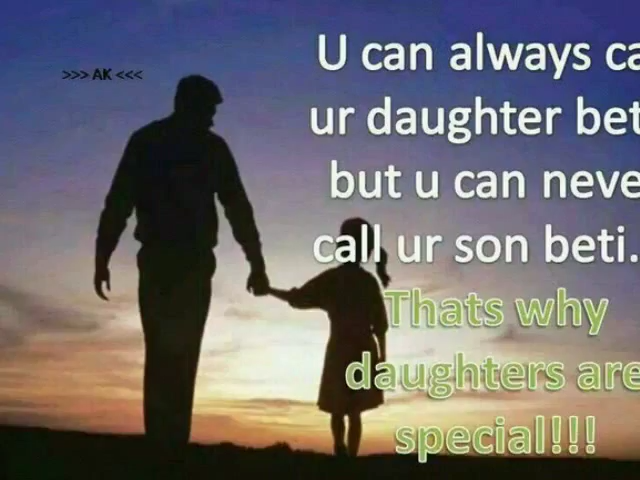 >>> AK <<<
U can always ca
ur daughter bet
but u can neve
call ur son beti.
Thats why
daughters are
special!!!